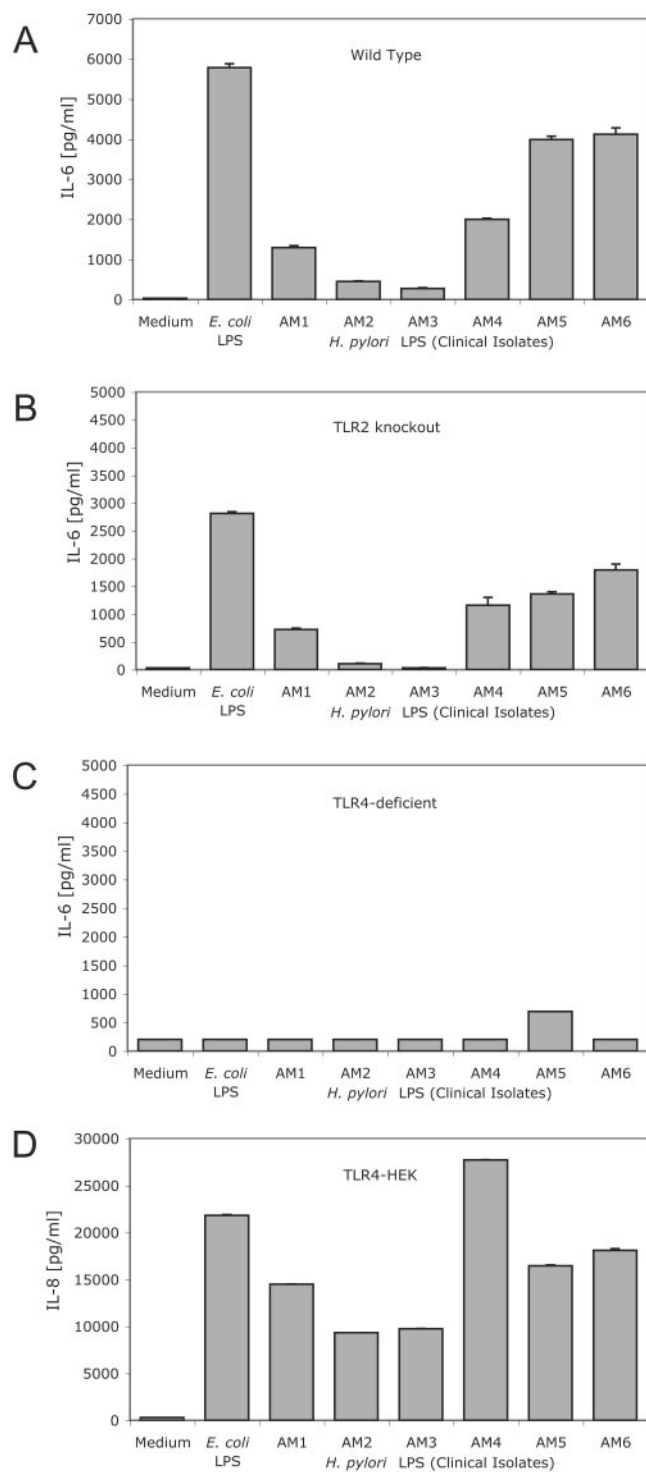 A
Wild Type
IL-6 [pg/ml]
7000
6000
5000
4000
3000
2000
1000
0
Medium E. coli AM1 AM2 AM3 AM4 AM5 AM6
LPS H. pylori LPS (Clinical Isolates)
B
TLR2 knockout
IL-6 [pg/ml]
5000
4500
4000
3500
3000
2500
2000
1500
1000
500
0
Medium E. coli AM1 AM2 AM3 AM4 AM5 AM6
LPS H. pylori LPS (Clinical Isolates)
C
TLR4-deficient
IL-6 [pg/ml]
5000
4500
4000
3500
3000
2500
2000
1500
1000
500
0
Medium E. coli AM1 AM2 AM3 AM4 AM5 AM6
LPS H. pylori LPS (Clinical Isolates)
D
TLR4-HEK
IL-8 [pg/ml]
30000
25000
20000
15000
10000
5000
0
Medium E. coli AM1 AM2 AM3 AM4 AM5 AM6
LPS H. pylori LPS (Clinical Isolates)